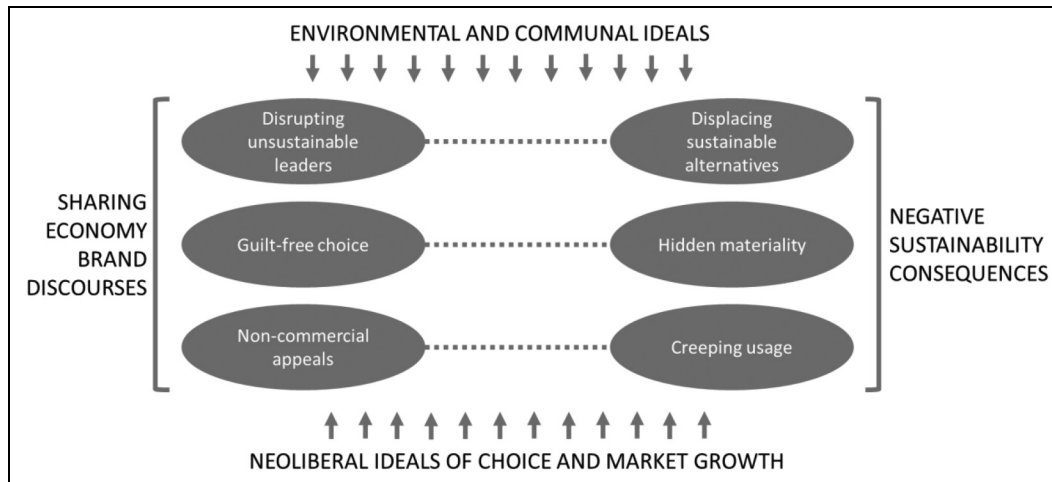 ENVIRONMENTAL AND COMMUNAL IDEALS
SHARING
ECONOMY
BRAND
DISCOURSES
Disrupting
unsustainable
leaders
Displacing
sustainable
alternatives
Guilt-free choice
Hidden materiality
Non-commercial
appeals
Creeping usage
NEGATIVE
SUSTAINABILITY
CONSEQUENCES
NEOLIBERAL IDEALS OF CHOICE AND MARKET GROWTH